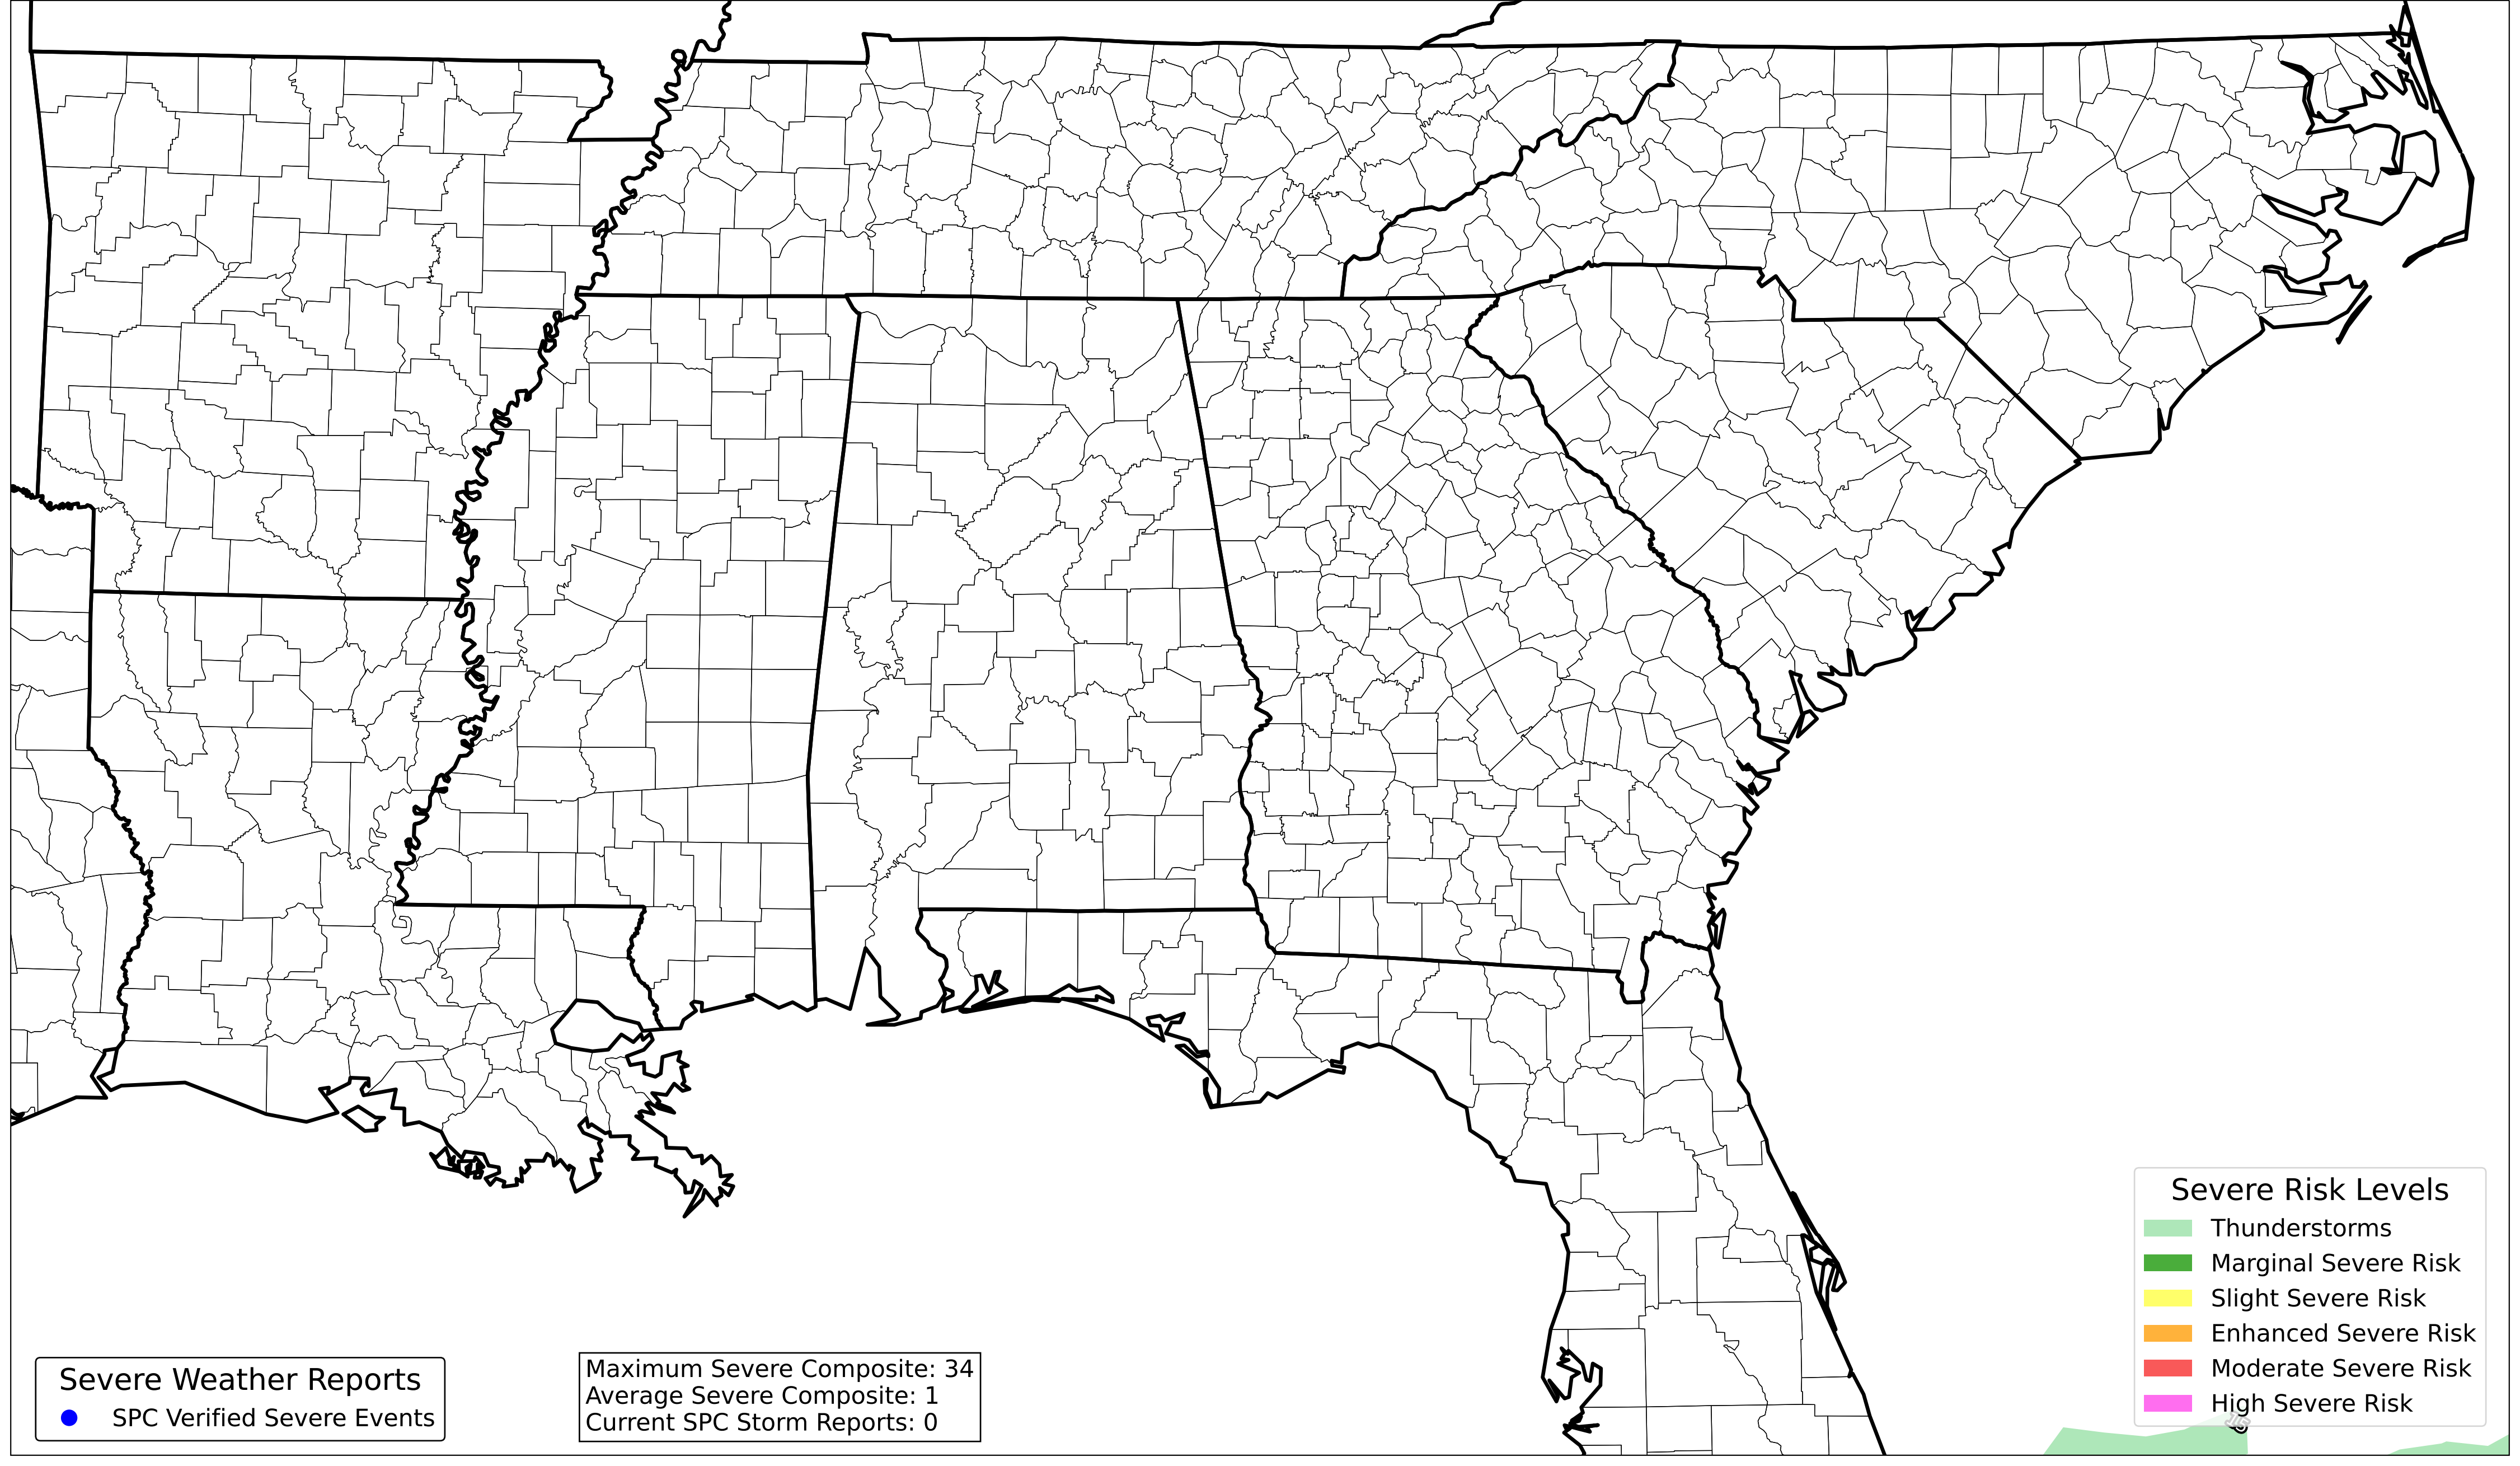 Severe Risk Levels
Thunderstorms
Marginal Severe Risk
Slight Severe Risk
Enhanced Severe Risk
Moderate Severe Risk
High Severe Risk
15
Severe Weather Reports
SPC Verified Severe Events
Maximum Severe Composite: 34
Average Severe Composite: 1
Current SPC Storm Reports: 0